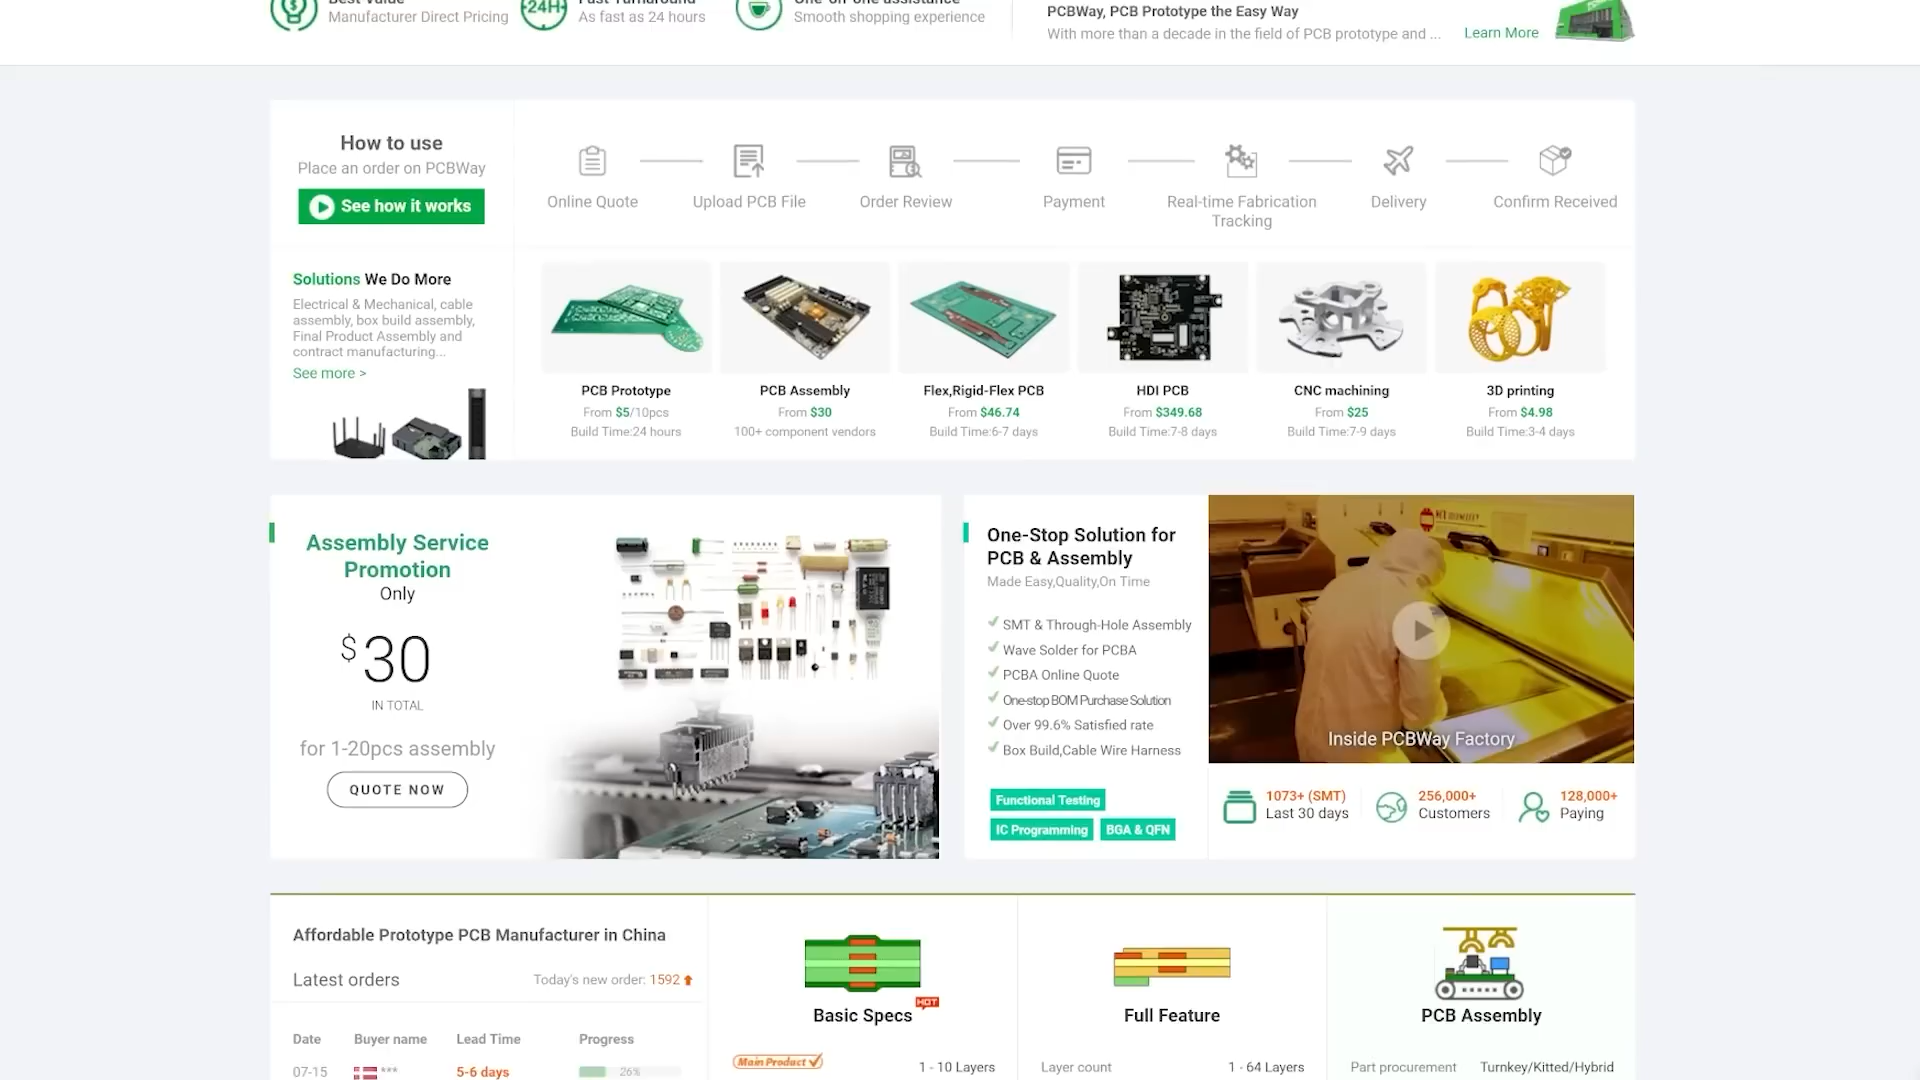 Manufacturer Direct Pricing
24H
As fast as 24 hours
One-on-one assistance
Smooth shopping experience
PCBWay, PCB Prototype the Easy Way
With more than a decade in the field of PCB prototype and ...
Learn More
How to use
Place an order on PCBWay
See how it works
Online Quote
Upload PCB File
Order Review
Payment
Real-time Fabrication
Tracking
Delivery
Confirm Received
Solutions We Do More
Electrical & Mechanical, cable
assembly, box build assembly,
Final Product Assembly and
contract manufacturing...
See more >
PCB Prototype
From $5/10pcs
Build Time:24 hours
PCB Assembly
From $30
100+ component vendors
Flex,Rigid-Flex PCB
From $46.74
Build Time:6-7 days
HDI PCB
From $349.68
Build Time:7-8 days
CNC machining
From $25
Build Time:7-9 days
3D printing
From $4.98
Build Time:3-4 days
Assembly Service
Promotion
Only
$30
IN TOTAL
for 1-20pcs assembly
QUOTE NOW
One-Stop Solution for
PCB & Assembly
Made Easy,Quality,On Time
SMT & Through-Hole Assembly
Wave Solder for PCBA
PCBA Online Quote
One-stop BOM Purchase Solution
Over 99.6% Satisfied rate
Box Build,Cable Wire Harness
Functional Testing
IC Programming
BGA & QFN
Inside PCBWay Factory
1073+ (SMT)
Last 30 days
256,000+
Customers
128,000+
Paying
Affordable Prototype PCB Manufacturer in China
Latest orders
Today's new order: 1592
Date
Buyer name
Lead Time
Progress
07-15
***
5-6 days
26%
HOT
Basic Specs
Main Product
1 - 10 Layers
Full Feature
Layer count
1 - 64 Layers
PCB Assembly
Part procurement
Turnkey/Kitted/Hybrid